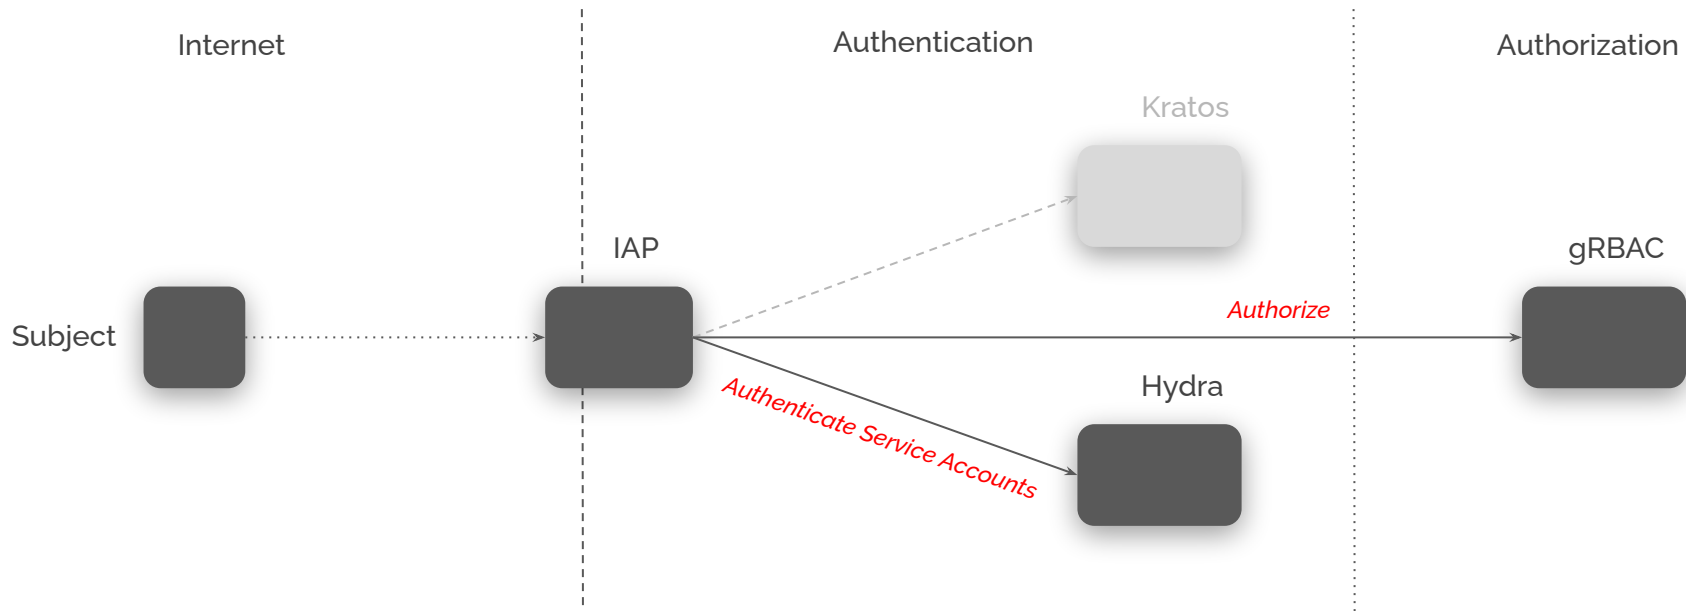 Internet
Authentication
Authorization
Kratos
IAP
gRBAC
Authorize
Subject
Hydra
Authenticate Service Accounts